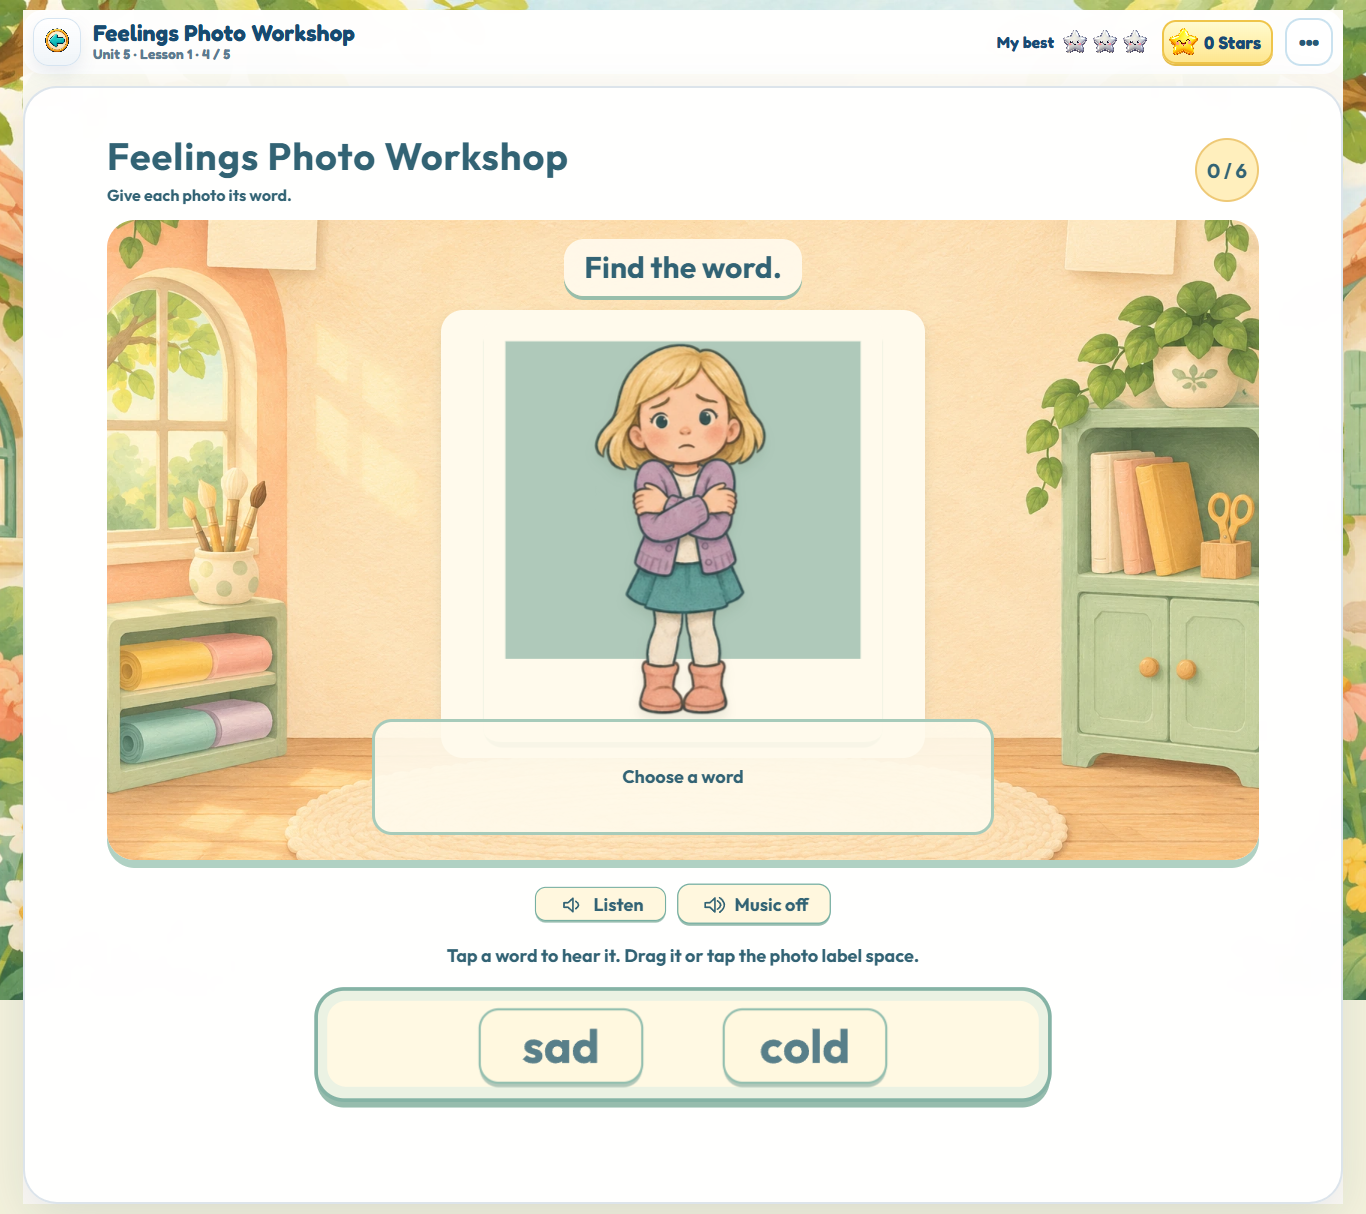 Feelings Photo Workshop
Unit 5 · Lesson 1 · 4 / 5
My best
0 Stars
Feelings Photo Workshop
Give each photo its word.
0 / 6
Find the word.
Choose a word
Listen
Music off
Tap a word to hear it. Drag it or tap the photo label space.
sad
cold